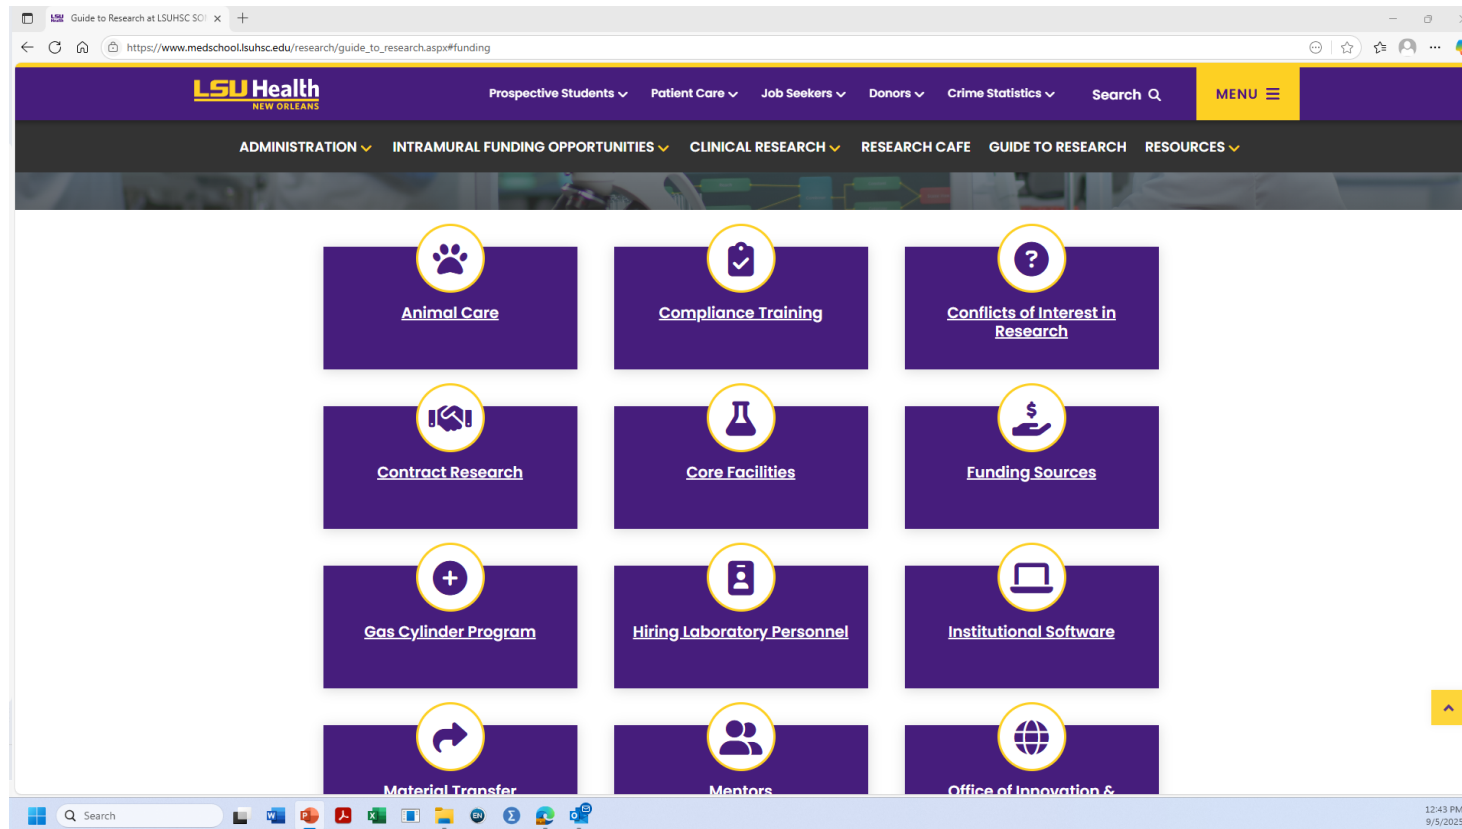 Guide to Research at LSUHSC SO
https://www.medschool.lsuhsc.edu/research/guide_to_research.aspx#funding
LSU Health
NEW ORLEANS
Prospective Students
Patient Care
Job Seekers
Donors
Crime Statistics
Search
MENU
ADMINISTRATION
INTRAMURAL FUNDING OPPORTUNITIES
CLINICAL RESEARCH
RESEARCH CAFE
GUIDE TO RESEARCH
RESOURCES
Animal Care
Compliance Training
Conflicts of Interest in
Research
Contract Research
Core Facilities
Funding Sources
Gas Cylinder Program
Hiring Laboratory Personnel
Institutional Software
Material Transfer
Mentors
Office of Innovation &
Search
EN
12:43 PM
9/5/2025